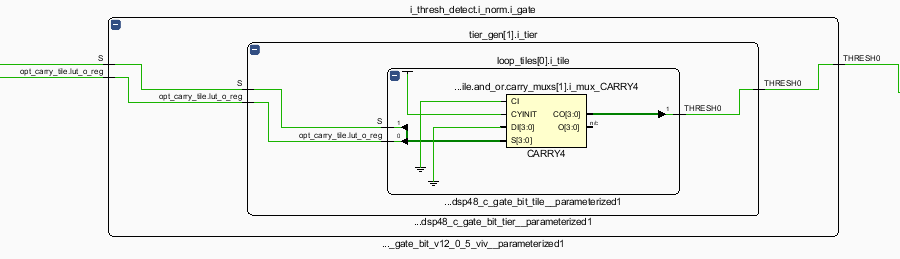 i_thresh_detect.i_norm.i_gate
tier_gen[1].i_tier
loop_tiles[0].i_tile
...ile.and_or.carry_muxs[1].i_mux_CARRY4
S
opt_carry_tile.lut_o_reg
S
opt_carry_tile.lut_o_reg
S
opt_carry_tile.lut_o_reg
1
0
CI
CYINIT
DI[3:0]
S[3:0]
CO[3:0]
O[3:0]
1
n/c
CARRY4
THRESH0
THRESH0
THRESH0
...dsp48_c_gate_bit_tile__parameterized1
...dsp48_c_gate_bit_tier__parameterized1
..._gate_bit_v12_0_5_viv__parameterized1